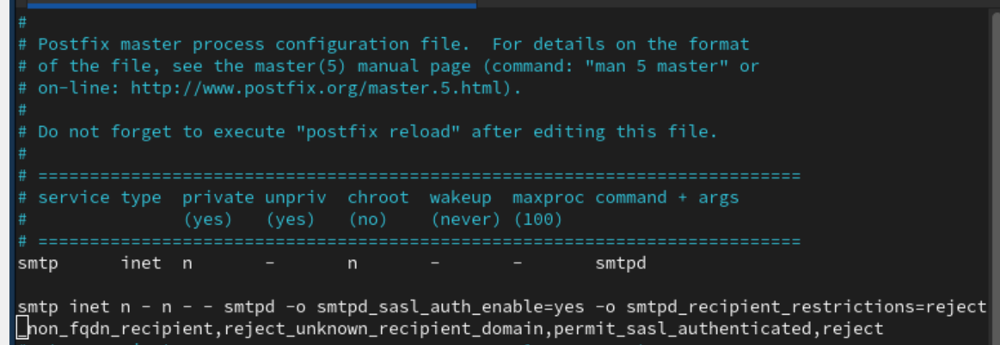 #
# Postfix master process configuration file.  For details on the format
# of the file, see the master(5) manual page (command: "man 5 master" or
# on-line: http://www.postfix.org/master.5.html).
#
# Do not forget to execute "postfix reload" after editing this file.
#
# ==========================================================================
# service type  private unpriv  chroot  wakeup  maxproc command + args
#               (yes)   (yes)   (no)    (never) (100)
# ==========================================================================
smtp      inet  n       -       n       -       -       smtpd
smtp inet n - n - - smtpd -o smtpd_sasl_auth_enable=yes -o smtpd_recipient_restrictions=reject
non_fqdn_recipient,reject_unknown_recipient_domain,permit_sasl_authenticated,reject